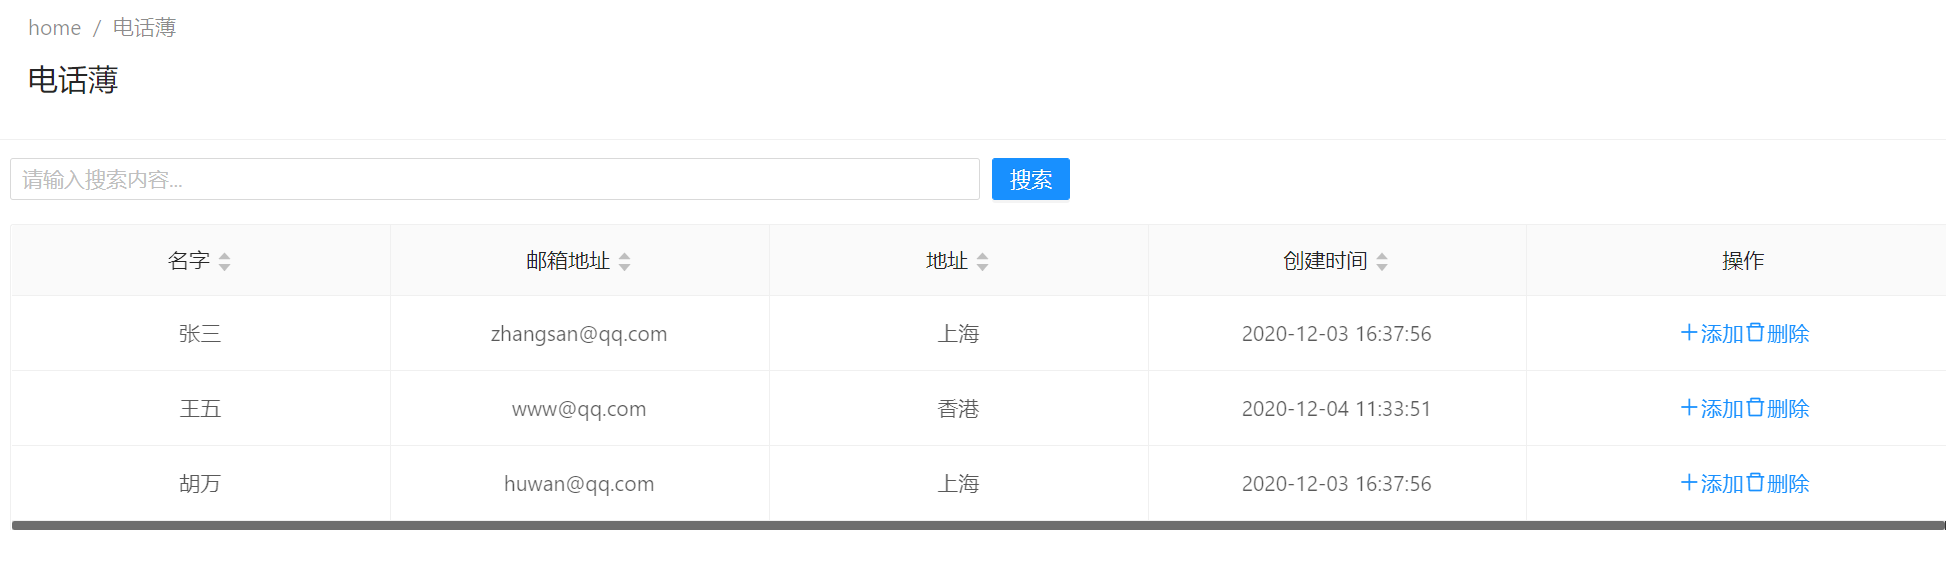 home / 电话薄
电话薄
请输入搜索内容... 搜索
名字 邮箱地址 地址 创建时间 操作
张三 zhangsan@qq.com 上海 2020-12-03 16:37:56 添加 删除
王五 www@qq.com 香港 2020-12-04 11:33:51 添加 删除
胡万 huwan@qq.com 上海 2020-12-03 16:37:56 添加 删除